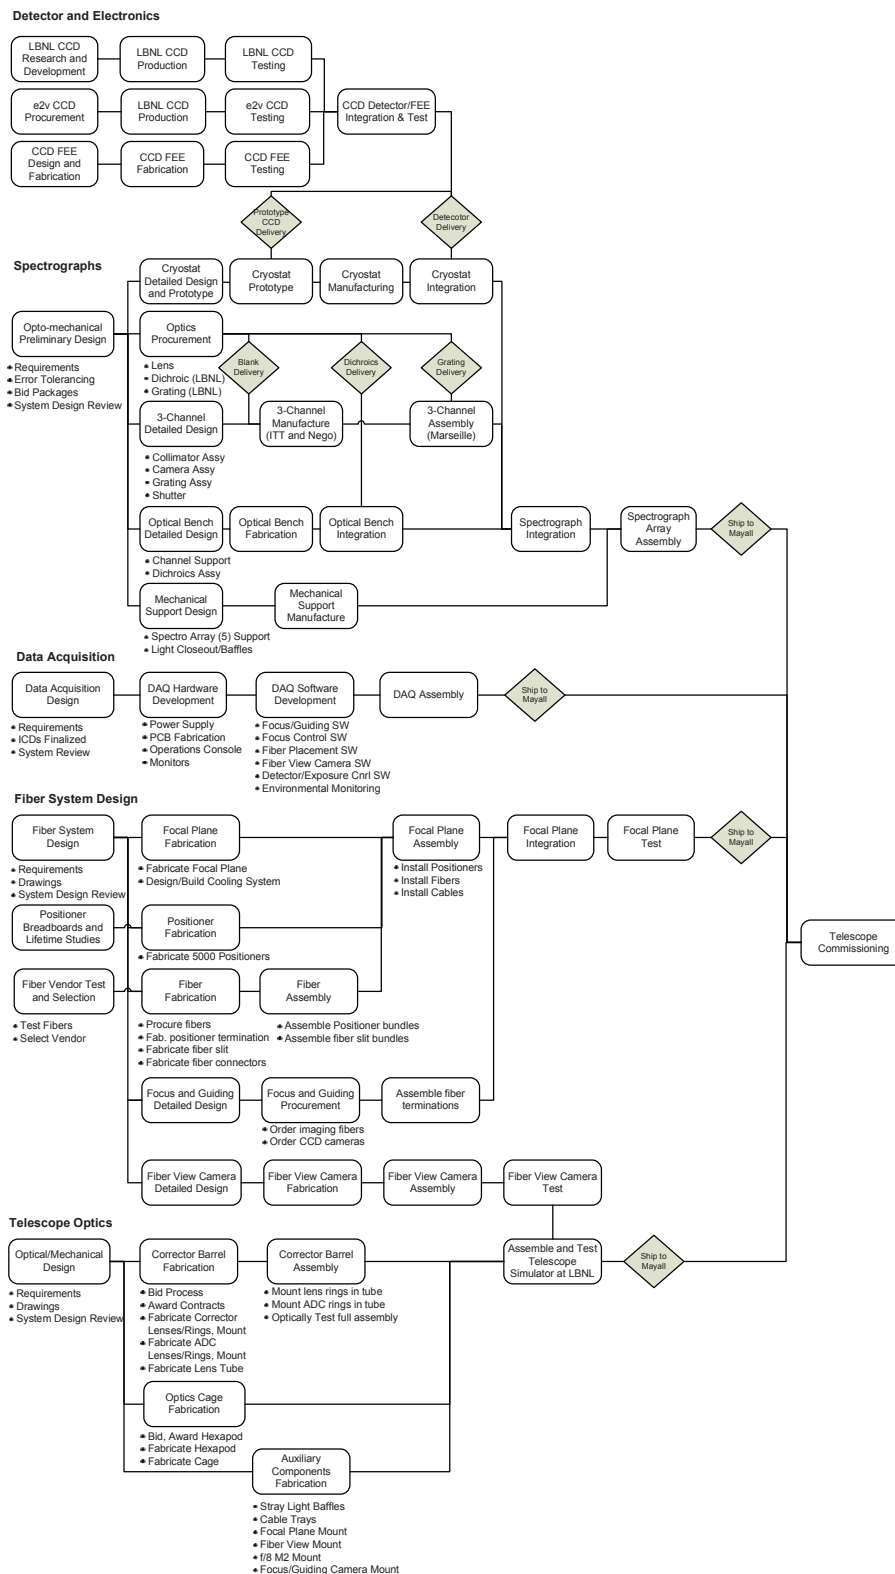 Detector and Electronics
LBNL CCD
Research and
Development
LBNL CCD
Production
LBNL CCD
Testing
e2v CCD
Procurement
LBNL CCD
Production
e2v CCD
Testing
CCD Detector/FEE
Integration & Test
CCD FEE
Design and
Fabrication
CCD FEE
Fabrication
CCD FEE
Testing
Prototype
CCD
Delivery
Detecotor
Delivery
Spectrographs
Cryostat
Detailed Design
and Prototype
Cryostat
Prototype
Cryostat
Manufacturing
Cryostat
Integration
Opto-mechanical
Preliminary Design
Requirements
Error Tolerancing
Bid Packages
System Design Review
Optics
Procurement
Lens
Dichroic (LBNL)
Grating (LBNL)
Blank
Delivery
Dichroics
Delivery
Grating
Delivery
3-Channel
Detailed Design
3-Channel
Manufacture
(ITT and Nego)
3-Channel
Assembly
(Marseille)
Collimator Assy
Camera Assy
Grating Assy
Shutter
Optical Bench
Detailed Design
Optical Bench
Fabrication
Optical Bench
Integration
Spectrograph
Integration
Spectrograph
Array
Assembly
Ship to
Mayall
Channel Support
Dichroics Assy
Mechanical
Support Design
Mechanical
Support
Manufacture
Spectro Array (5) Support
Light Closeout/Baffles
Data Acquisition
Data Acquisition
Design
DAQ Hardware
Development
DAQ Software
Development
DAQ Assembly
Ship to
Mayall
Requirements
ICDs Finalized
System Review
Power Supply
PCB Fabrication
Operations Console
Monitors
Focus/Guiding SW
Focus Control SW
Fiber Placement SW
Fiber View Camera SW
Detector/Exposure Cnrl SW
Environmental Monitoring
Fiber System Design
Fiber System
Design
Focal Plane
Fabrication
Focal Plane
Assembly
Focal Plane
Integration
Focal Plane
Test
Ship to
Mayall
Requirements
Drawings
System Design Review
Fabricate Focal Plane
Design/Build Cooling System
Install Positioners
Install Fibers
Install Cables
Positioner
Breadboards and
Lifetime Studies
Positioner
Fabrication
Fabricate 5000 Positioners
Telescope
Commissioning
Fiber Vendor Test
and Selection
Fiber
Fabrication
Fiber
Assembly
Test Fibers
Select Vendor
Procure fibers
Fab. positioner termination
Fabricate fiber slit
Fabricate fiber connectors
Assemble Positioner bundles
Assemble fiber slit bundles
Focus and Guiding
Detailed Design
Focus and Guiding
Procurement
Assemble fiber
terminations
Order imaging fibers
Order CCD cameras
Fiber View Camera
Detailed Design
Fiber View Camera
Fabrication
Fiber View Camera
Assembly
Fiber View Camera
Test
Telescope Optics
Optical/Mechanical
Design
Corrector Barrel
Fabrication
Corrector Barrel
Assembly
Assemble and Test
Telescope
Simulator at LBNL
Ship to
Mayall
Requirements
Drawings
System Design Review
Bid Process
Award Contracts
Fabricate Corrector
Lenses/Rings, Mount
Fabricate ADC
Lenses/Rings, Mount
Fabricate Lens Tube
Mount lens rings in tube
Mount ADC rings in tube
Optically Test full assembly
Optics Cage
Fabrication
Bid, Award Hexapod
Fabricate Hexapod
Fabricate Cage
Auxiliary
Components
Fabrication
Stray Light Baffles
Cable Trays
Focal Plane Mount
Fiber View Mount
f/8 M2 Mount
Focus/Guiding Camera Mount